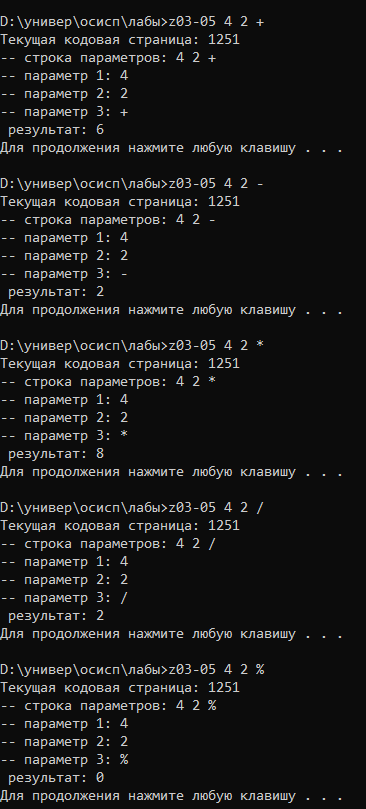 D:\универ\осисп\лабы>z03-05 4 2 +
Текущая кодовая страница: 1251
-- строка параметров: 4 2 +
-- параметр 1: 4
-- параметр 2: 2
-- параметр 3: +
результат: 6
Для продолжения нажмите любую клавишу . . .
D:\универ\осисп\лабы>z03-05 4 2 -
Текущая кодовая страница: 1251
-- строка параметров: 4 2 -
-- параметр 1: 4
-- параметр 2: 2
-- параметр 3: -
результат: 2
Для продолжения нажмите любую клавишу . . .
D:\универ\осисп\лабы>z03-05 4 2 *
Текущая кодовая страница: 1251
-- строка параметров: 4 2 *
-- параметр 1: 4
-- параметр 2: 2
-- параметр 3: *
результат: 8
Для продолжения нажмите любую клавишу . . .
D:\универ\осисп\лабы>z03-05 4 2 /
Текущая кодовая страница: 1251
-- строка параметров: 4 2 /
-- параметр 1: 4
-- параметр 2: 2
-- параметр 3: /
результат: 2
Для продолжения нажмите любую клавишу . . .
D:\универ\осисп\лабы>z03-05 4 2 %
Текущая кодовая страница: 1251
-- строка параметров: 4 2 %
-- параметр 1: 4
-- параметр 2: 2
-- параметр 3: %
результат: 0
Для продолжения нажмите любую клавишу . . .